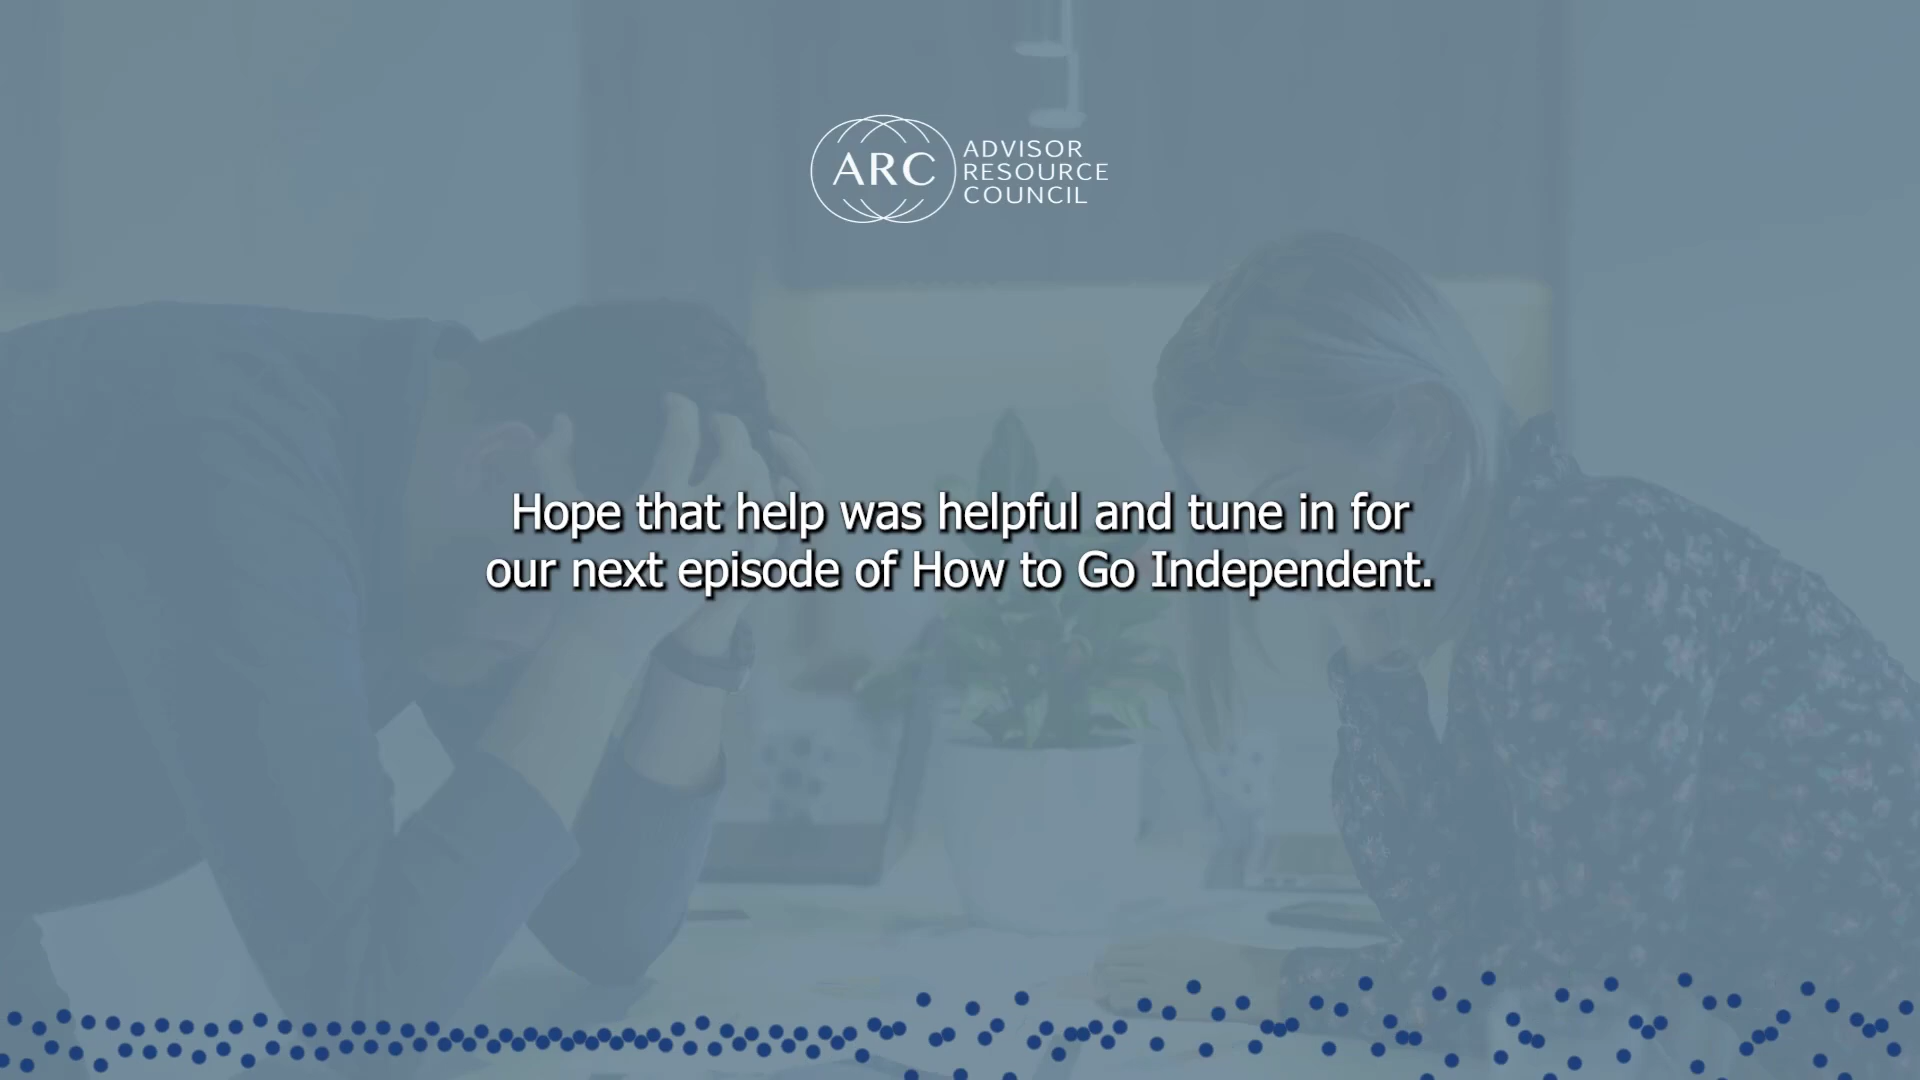 ARC
ADVISOR
RESOURCE
COUNCIL
Hope that help was helpful and tune in for
our next episode of How to Go Independent.